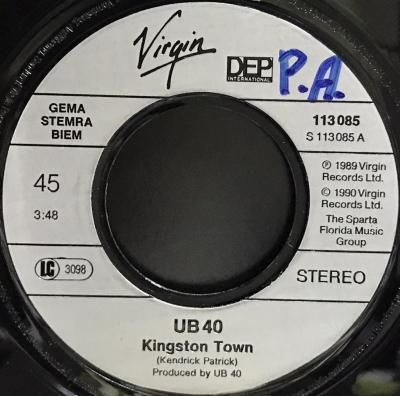 Virgin
DEP
INTERNATIONAL
P.A.
GEMA
STEMRA
BIEM
113 085
S 113 085 A
45
3:48
℗ 1989 Virgin
Records Ltd.
© 1990 Virgin
Records Ltd.
The Sparta
Florida Music
Group
LC 3098
STEREO
UB 40
Kingston Town
(Kendrick Patrick)
Produced by UB 40